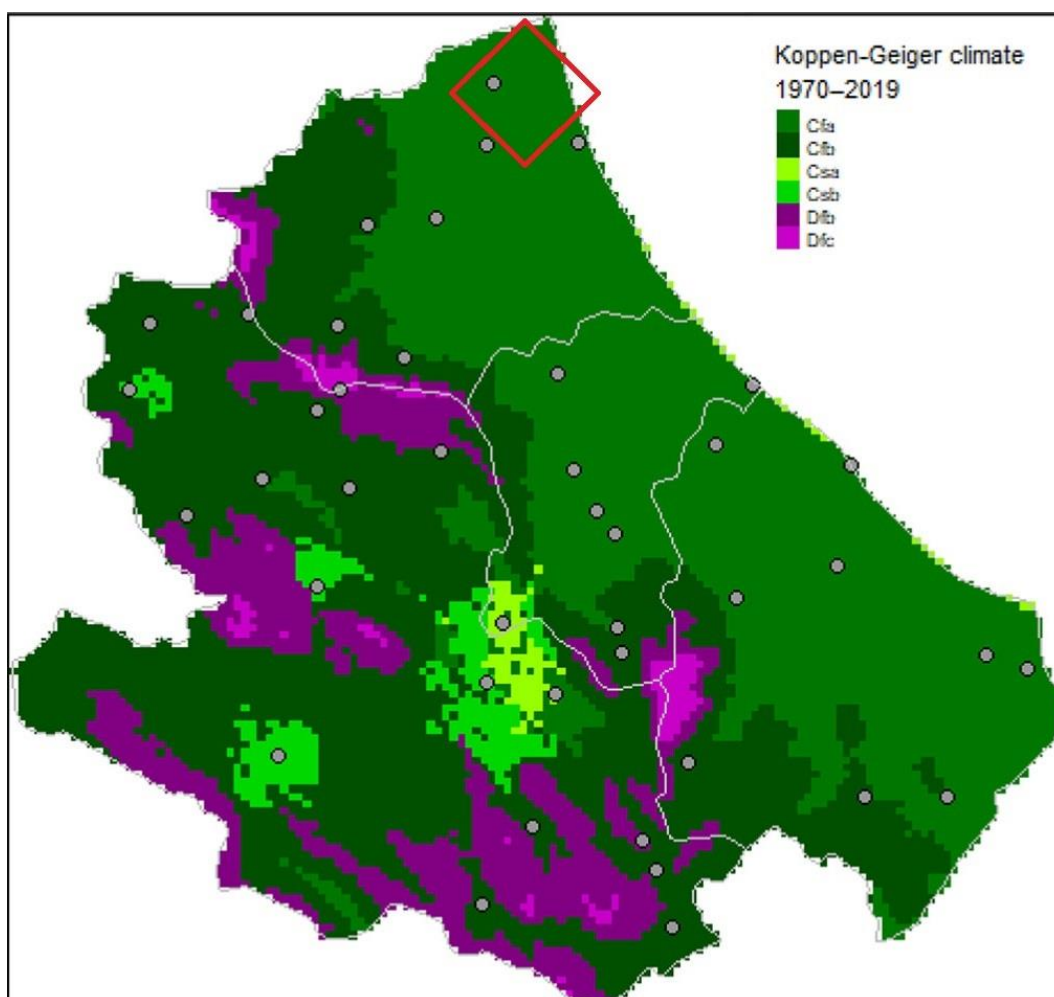 Koppen-Geiger climate
1970–2019
Cfa
Cfb
Csa
Csb
Dfb
Dfc